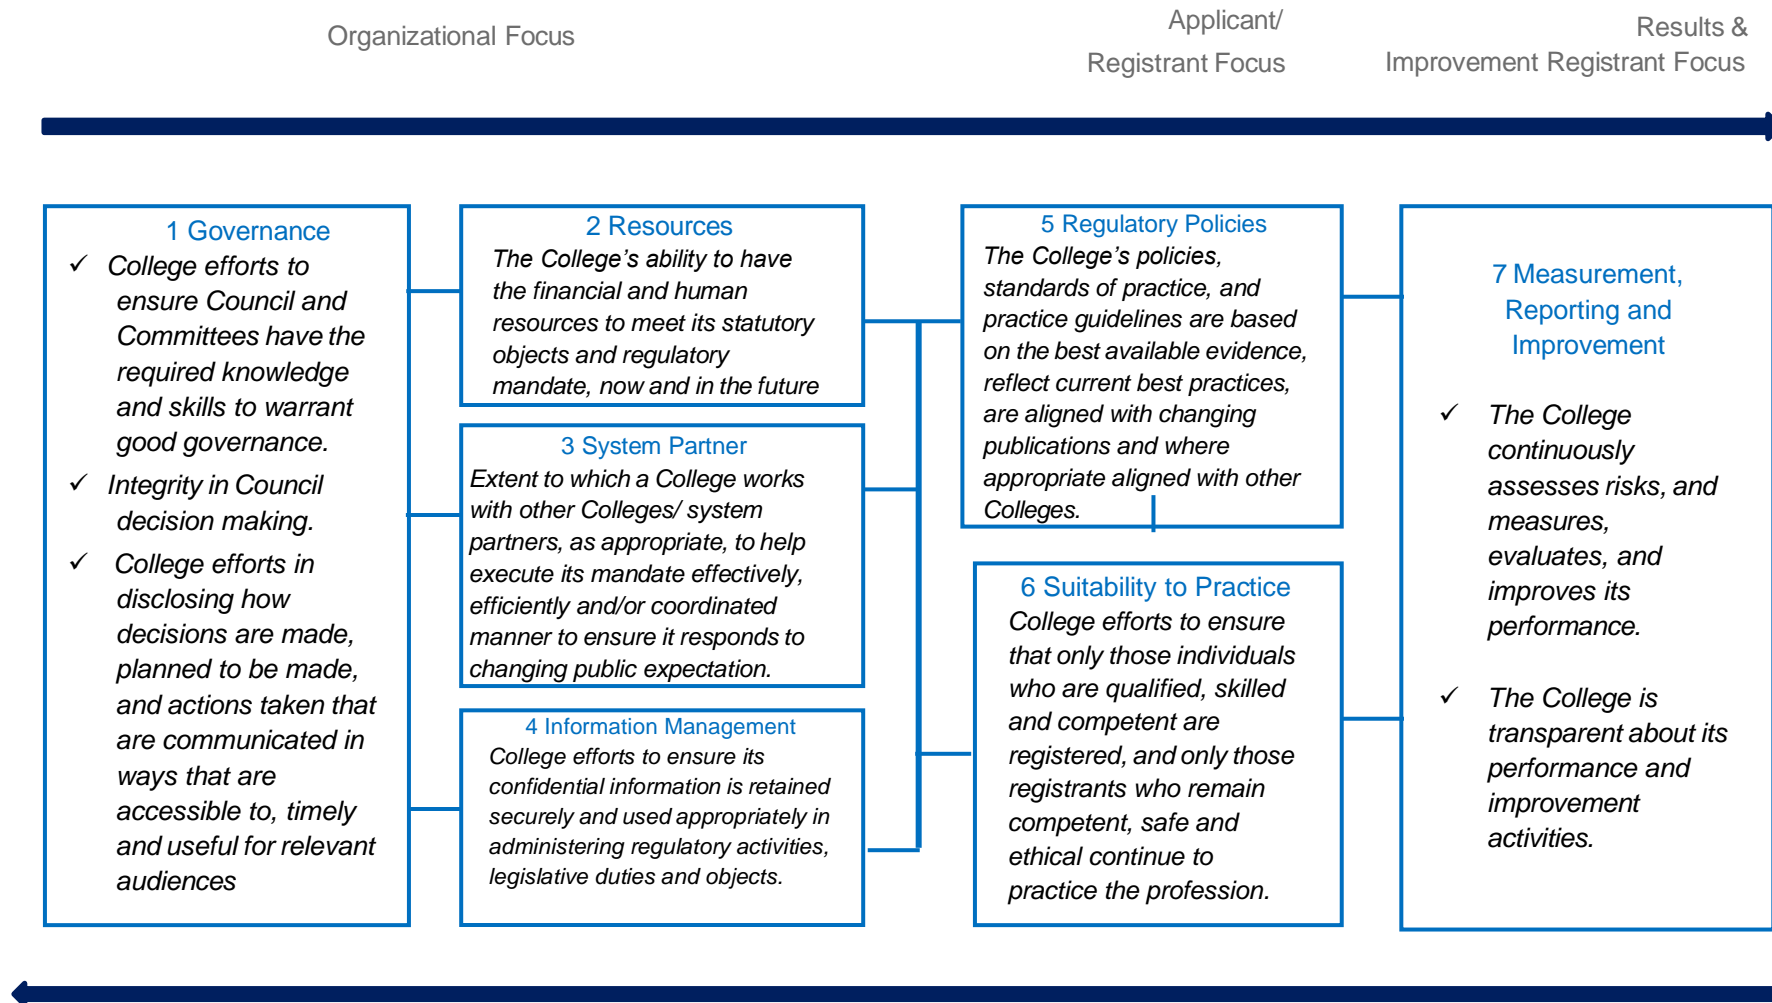 Organizational Focus
Applicant/
Registrant Focus
Results &
Improvement Registrant Focus
1 Governance
✓ College efforts to
ensure Council and
Committees have the
required knowledge
and skills to warrant
good governance.
✓ Integrity in Council
decision making.
✓ College efforts in
disclosing how
decisions are made,
planned to be made,
and actions taken that
are communicated in
ways that are
accessible to, timely
and useful for relevant
audiences
2 Resources
The College’s ability to have
the financial and human
resources to meet its statutory
objects and regulatory
mandate, now and in the future
3 System Partner
Extent to which a College works
with other Colleges/ system
partners, as appropriate, to help
execute its mandate effectively,
efficiently and/or coordinated
manner to ensure it responds to
changing public expectation.
4 Information Management
College efforts to ensure its
confidential information is retained
securely and used appropriately in
administering regulatory activities,
legislative duties and objects.
5 Regulatory Policies
The College’s policies,
standards of practice, and
practice guidelines are based
on the best available evidence,
reflect current best practices,
are aligned with changing
publications and where
appropriate aligned with other
Colleges.
6 Suitability to Practice
College efforts to ensure
that only those individuals
who are qualified, skilled
and competent are
registered, and only those
registrants who remain
competent, safe and
ethical continue to
practice the profession.
7 Measurement,
Reporting and
Improvement
✓ The College
continuously
assesses risks, and
measures,
evaluates, and
improves its
performance.
✓ The College is
transparent about its
performance and
improvement
activities.